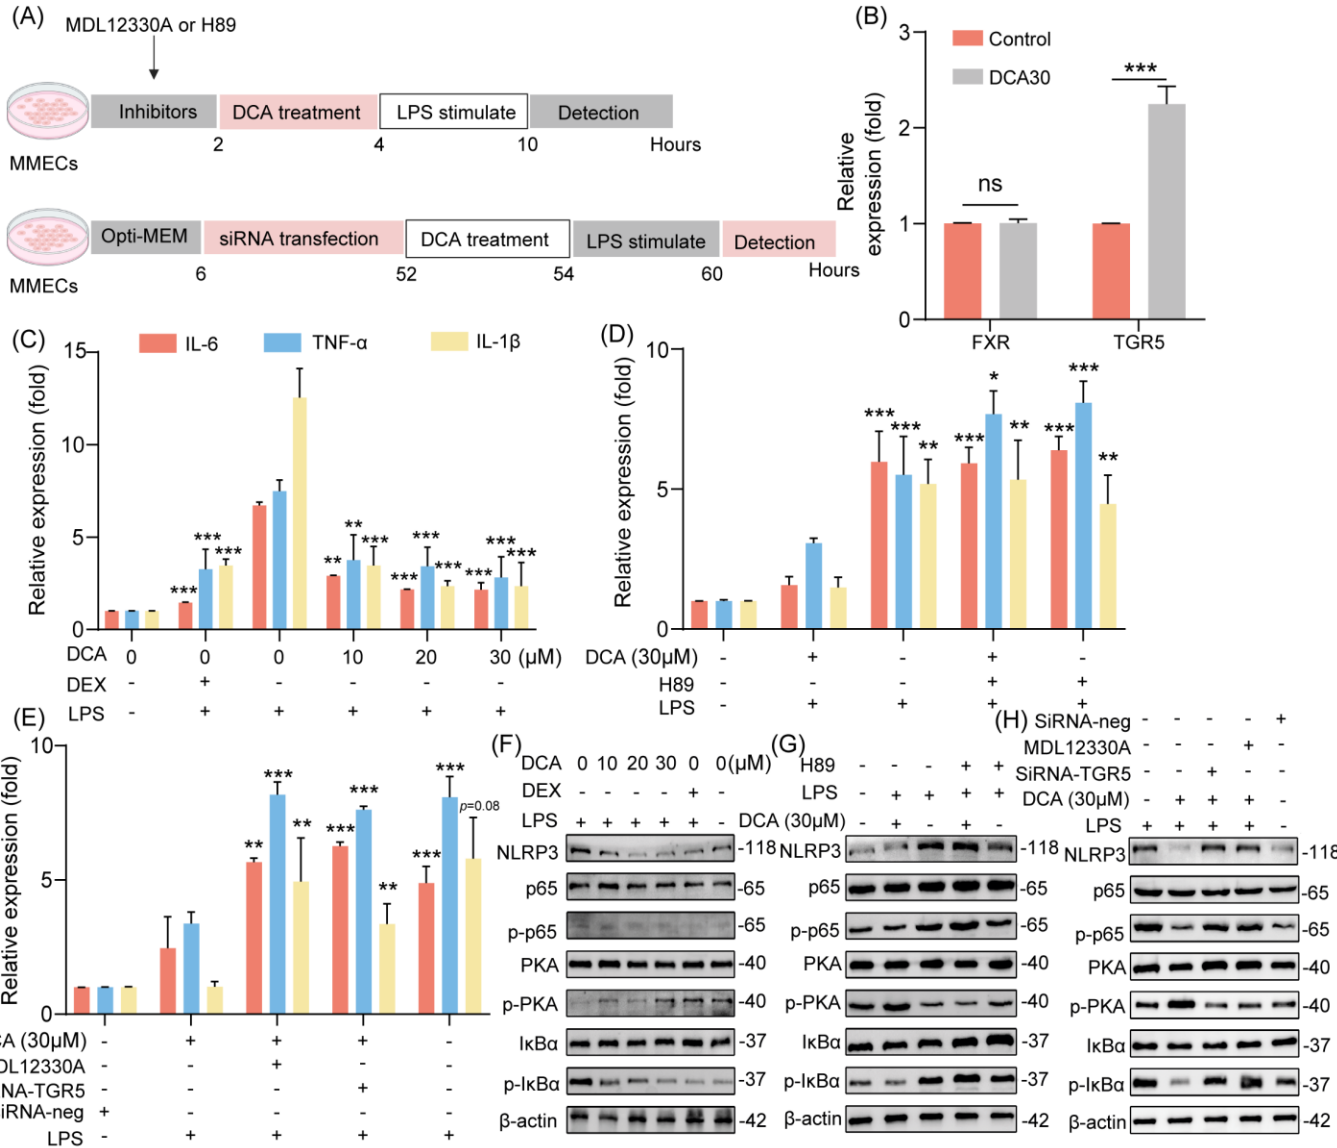 (A)
MDL12330A or H89
Inhibitors
DCA treatment
LPS stimulate
Detection
2
4
10
Hours
MMECs
Opti-MEM
siRNA transfection
DCA treatment
LPS stimulate
Detection
6
52
54
60
Hours
MMECs
(B)
Control
DCA30
Relative
expression (fold)
3
2
1
0
ns
***
FXR
TGR5
(C)
IL-6
TNF-α
IL-1β
Relative expression (fold)
15
10
5
0
*** *** ***
** ** ***
*** *** ***
*** *** ***
DCA 0 0 0 10 20 30 (μM)
DEX - + - - - -
LPS - + + + + +
(D)
Relative expression (fold)
10
5
0
*** *** **
*** * **
*** *** **
DCA (30μM) - + - + -
H89 - - - + +
LPS - + + + +
(E)
Relative expression (fold)
10
5
0
** *** **
*** *** **
*** *** p=0.08
CA (30μM) - + + + -
DL12330A - - + - -
NA-TGR5 - - - + -
iRNA-neg + - - - -
LPS - + + + +
(F)
DCA 0 10 20 30 0 0(μM)
DEX - - - - + -
LPS + + + + + -
NLRP3 -118
p65 -65
p-p65 -65
PKA -40
p-PKA -40
IκBα -37
p-IκBα -37
β-actin -42
(G)
H89 - - - + +
LPS - + + + +
DCA (30μM) - + - + -
NLRP3 -118
p65 -65
p-p65 -65
PKA -40
p-PKA -40
IκBα -37
p-IκBα -37
β-actin -42
(H)
SiRNA-neg - - - - +
MDL12330A - - - + -
SiRNA-TGR5 - - + - -
DCA (30μM) - + + + -
LPS + + + + -
NLRP3 -118
p65 -65
p-p65 -65
PKA -40
p-PKA -40
IκBα -37
p-IκBα -37
β-actin -42